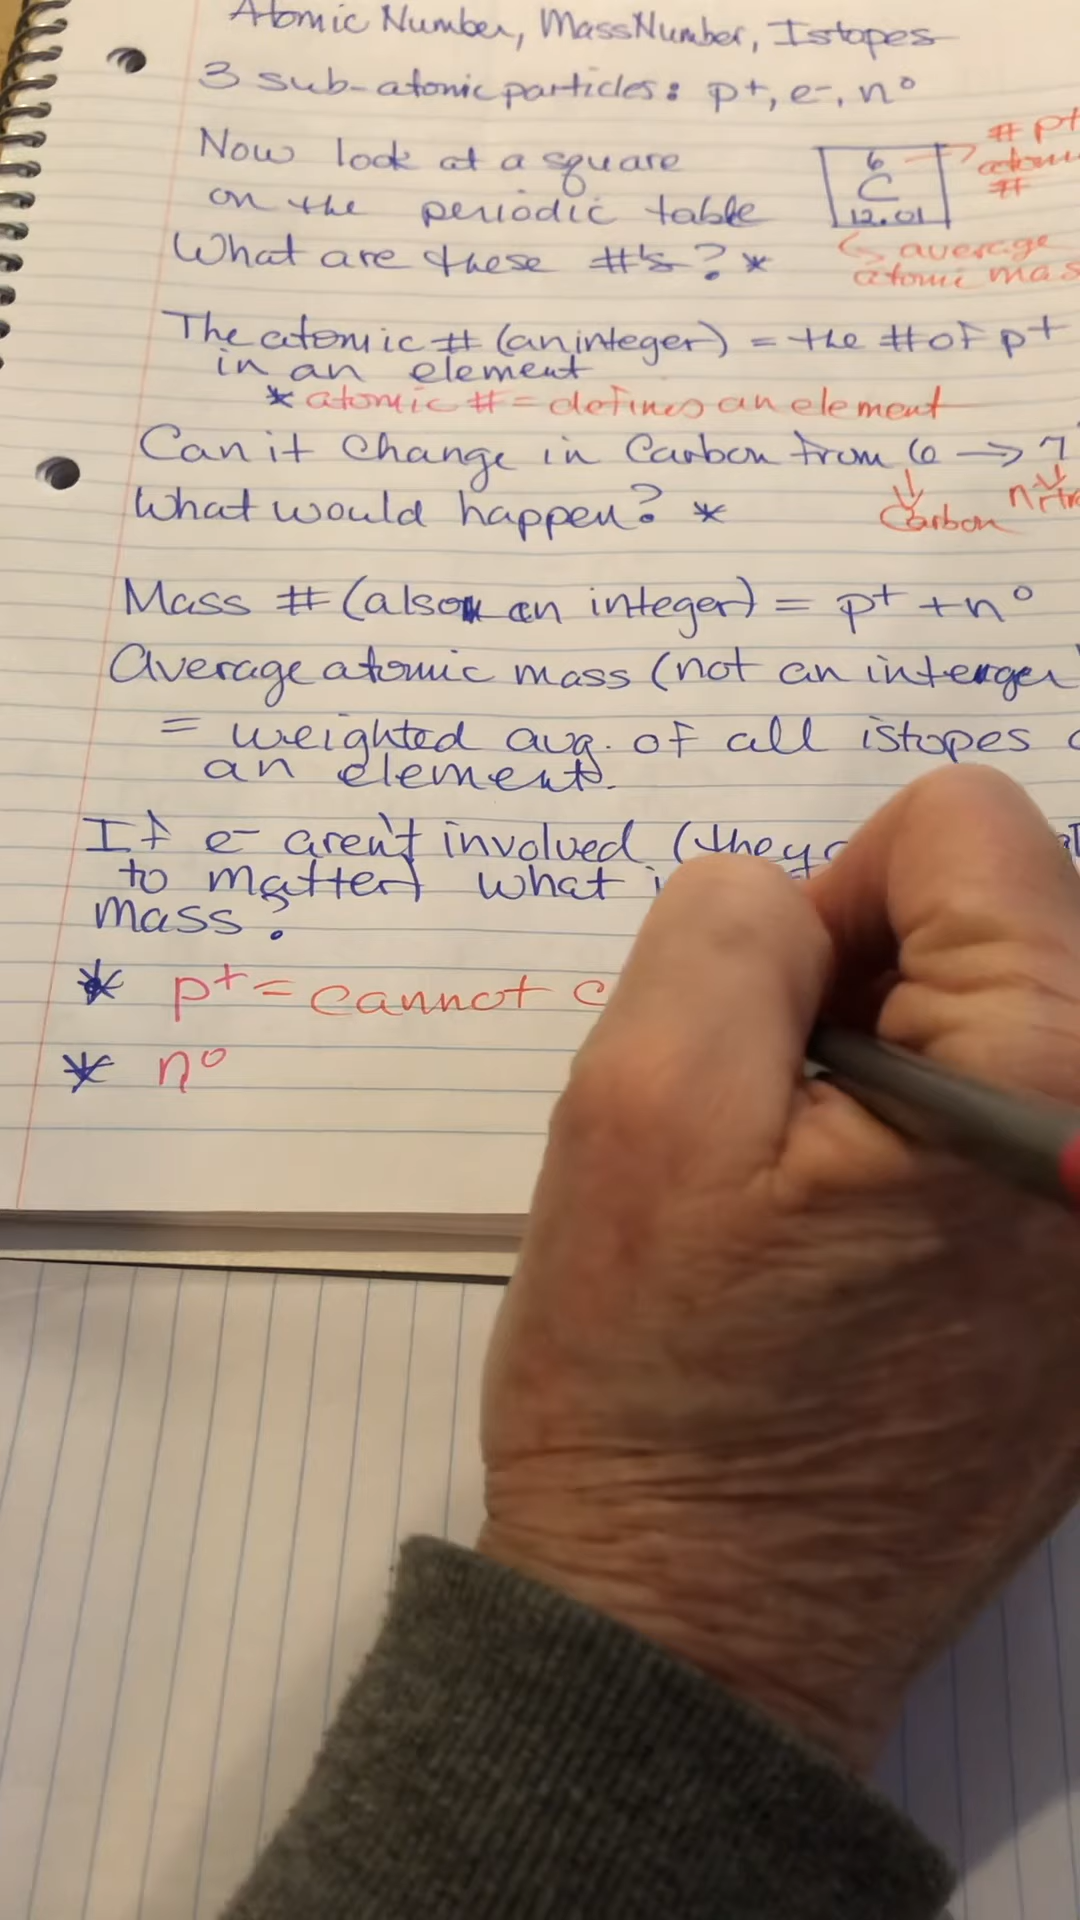 Atomic Number, Mass Number, Istopes
3 sub-atomic particles: p+, e-, n°
# p+
Now look at a square
6
C
12.01
#
on the periodic table
What are these #'s? *
average
atomic
The atomic # (an integer) = the # of p+
in an element
* atomic # = defines an element
Can it change in Carbon from 6 → 7
Carbon
What would happen? *
Mass # (also an integer) = p+ + n°
Average atomic mass (not an interger
= weighted avg. of all istopes
an element.
If e- aren't involved (they
to matter) what
mass?
* p+ = cannot
* n°